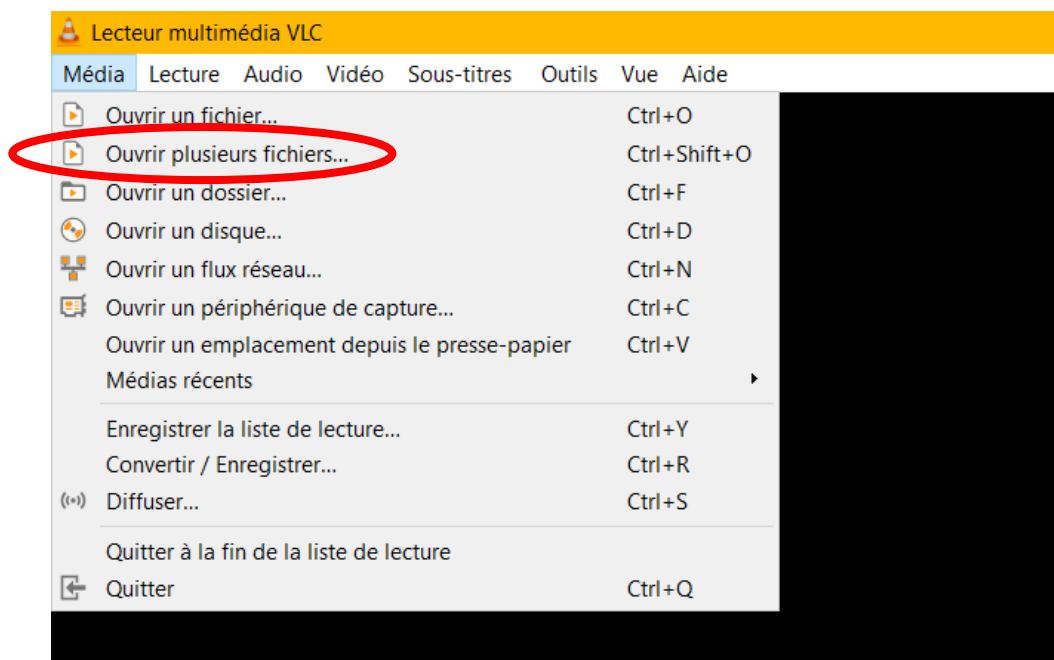 Lecteur multimédia VLC
Média Lecture Audio Vidéo Sous-titres Outils Vue Aide
Ouvrir un fichier... Ctrl+O
Ouvrir plusieurs fichiers... Ctrl+Shift+O
Ouvrir un dossier... Ctrl+F
Ouvrir un disque... Ctrl+D
Ouvrir un flux réseau... Ctrl+N
Ouvrir un périphérique de capture... Ctrl+C
Ouvrir un emplacement depuis le presse-papier Ctrl+V
Médias récents
Enregistrer la liste de lecture... Ctrl+Y
Convertir / Enregistrer... Ctrl+R
Diffuser... Ctrl+S
Quitter à la fin de la liste de lecture
Quitter Ctrl+Q